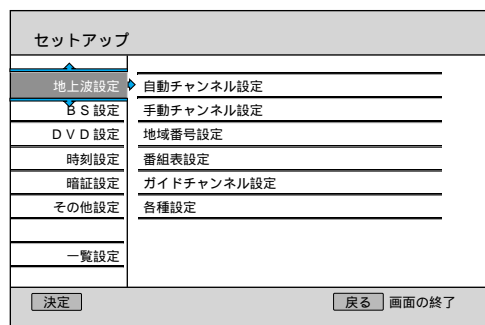 セットアップ
地上波設定
ＢＳ設定
ＤＶＤ設定
時刻設定
暗証設定
その他設定
一覧設定
自動チャンネル設定
手動チャンネル設定
地域番号設定
番組表設定
ガイドチャンネル設定
各種設定
決定
戻る 画面の終了